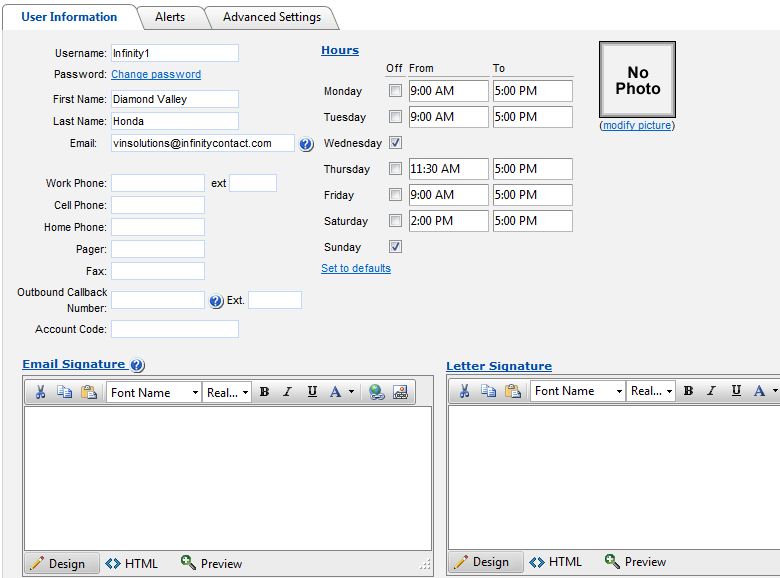 User Information Alerts Advanced Settings
Username: Infinity1
Password: Change password
First Name: Diamond Valley
Last Name: Honda
Email: vinsolutions@infinitycontact.com
Work Phone: ext
Cell Phone:
Home Phone:
Pager:
Fax:
Outbound Callback
Number: Ext.
Account Code:
Hours
Off From To
Monday 9:00 AM 5:00 PM
Tuesday 9:00 AM 5:00 PM
Wednesday
Thursday 11:30 AM 5:00 PM
Friday 9:00 AM 5:00 PM
Saturday 2:00 PM 5:00 PM
Sunday
Set to defaults
No
Photo
(modify picture)
Email Signature
Font Name Real... B I U A
Design HTML Preview
Letter Signature
Font Name Real... B I U A
Design HTML Preview